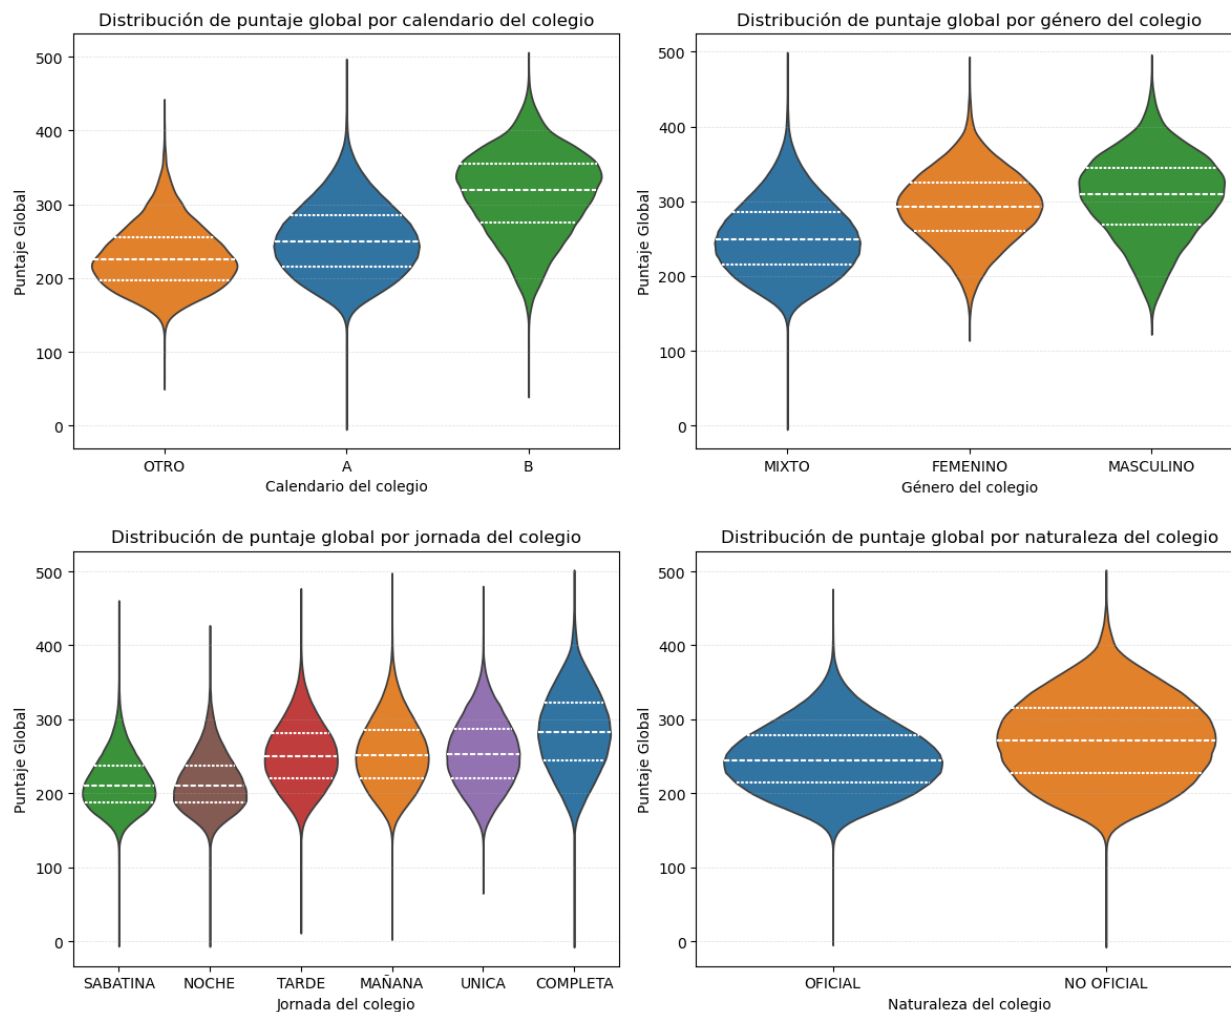 Distribución de puntaje global por calendario del colegio
500
400
300
200
100
0
Puntaje Global
OTRO A B
Calendario del colegio
Distribución de puntaje global por género del colegio
500
400
300
200
100
0
Puntaje Global
MIXTO FEMENINO MASCULINO
Género del colegio
Distribución de puntaje global por jornada del colegio
500
400
300
200
100
0
Puntaje Global
SABATINA NOCHE TARDE MAÑANA UNICA COMPLETA
Jornada del colegio
Distribución de puntaje global por naturaleza del colegio
500
400
300
200
100
0
Puntaje Global
OFICIAL NO OFICIAL
Naturaleza del colegio